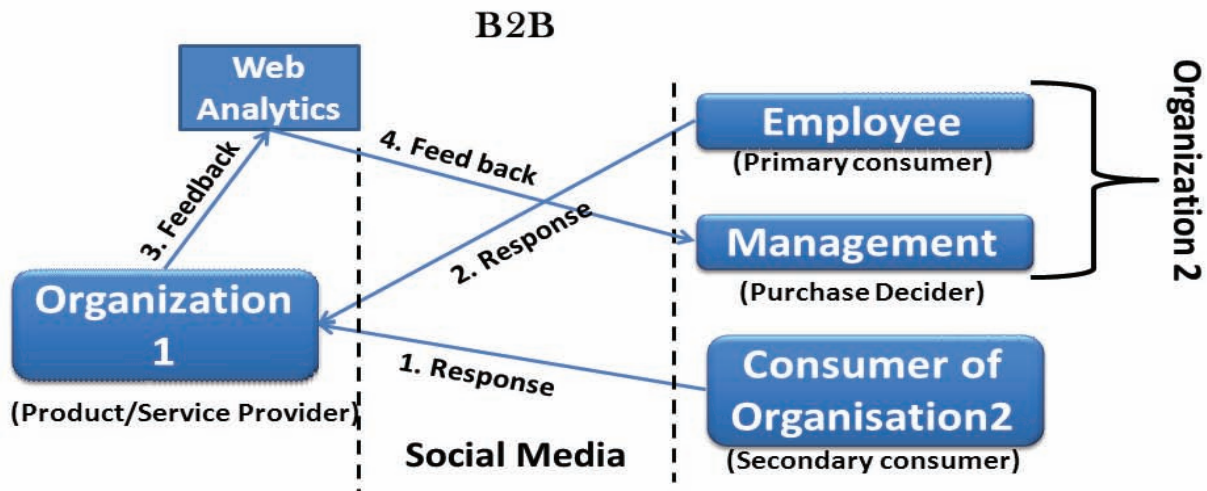 B2B
Web
Analytics
3. Feedback
4. Feed back
2. Response
1. Response
Organization
1
(Product/Service Provider)
Social Media
Employee
(Primary consumer)
Management
(Purchase Decider)
Consumer of
Organisation2
(Secondary consumer)
Organization 2